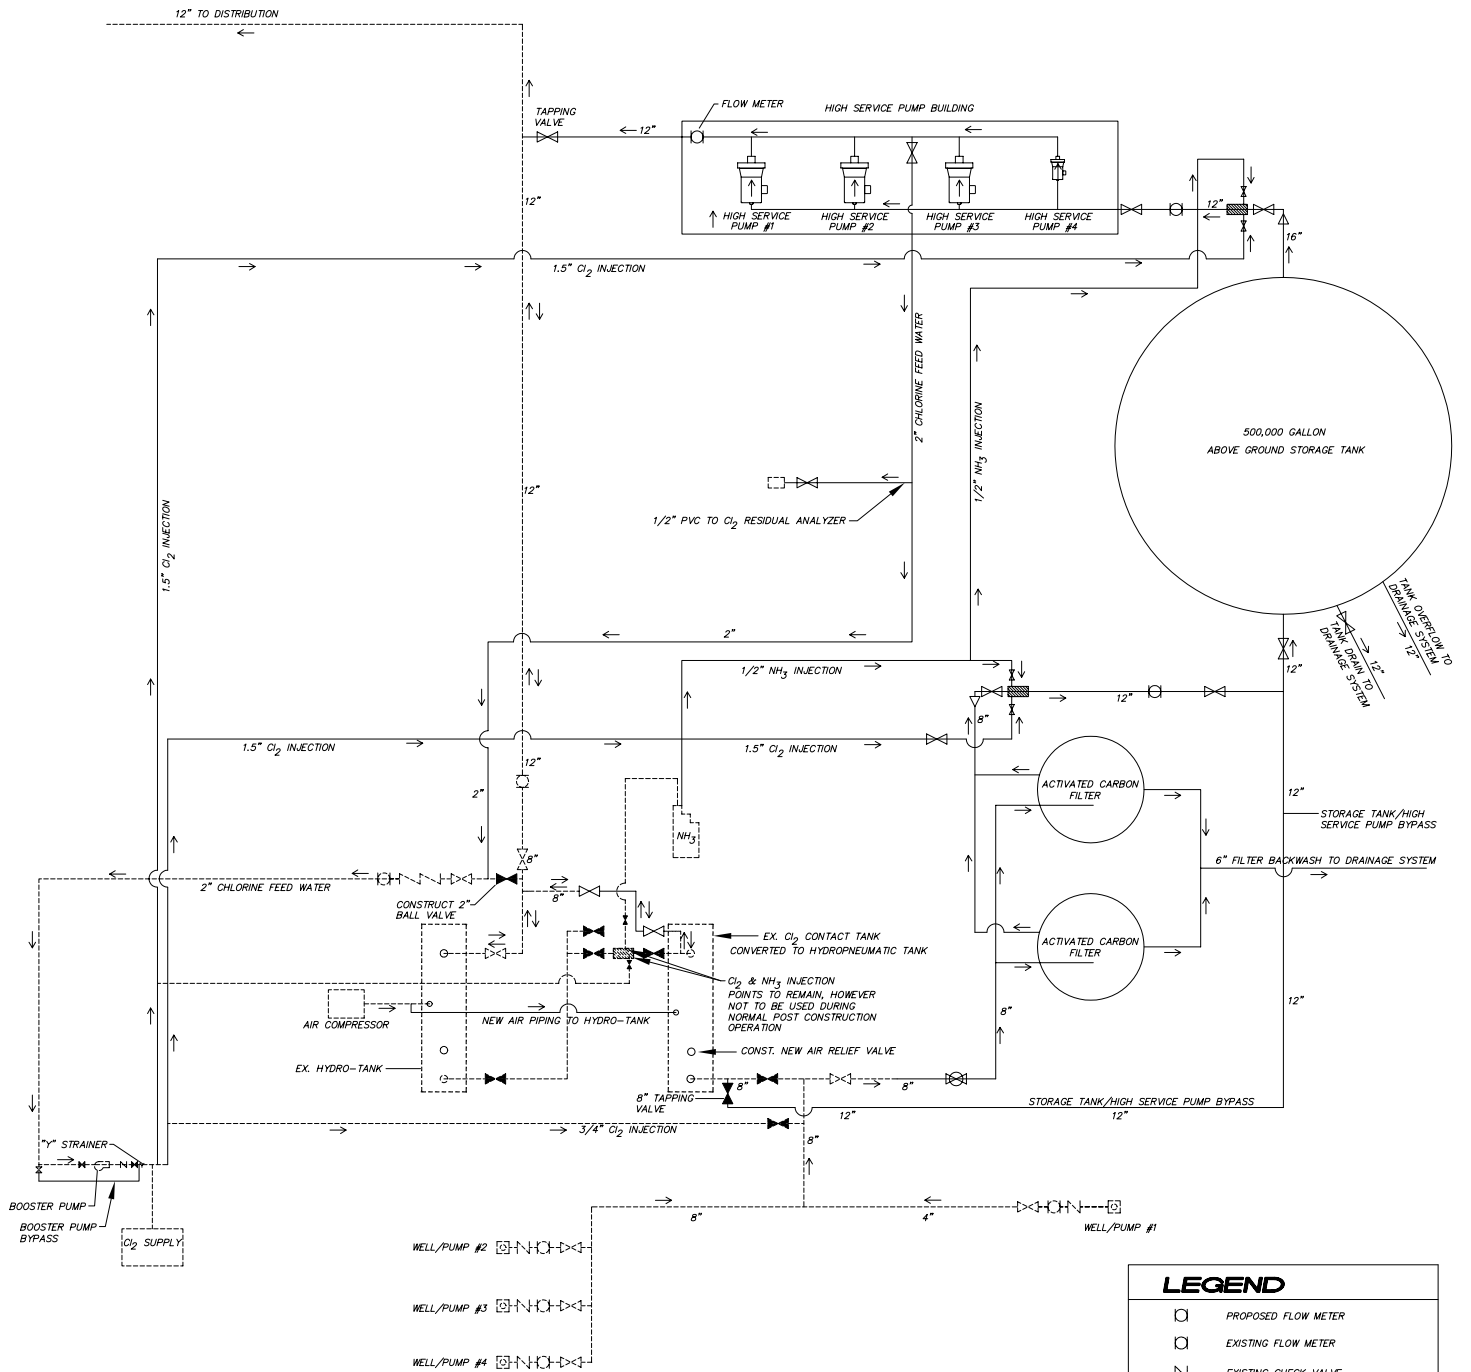 12" TO DISTRIBUTION
TAPPING
VALVE
12"
FLOW METER
HIGH SERVICE PUMP BUILDING
HIGH SERVICE
PUMP #1
HIGH SERVICE
PUMP #2
HIGH SERVICE
PUMP #3
HIGH SERVICE
PUMP #4
12"
12"
16"
1.5" Cl2 INJECTION
2" CHLORINE FEED WATER
1/2" NH3 INJECTION
500,000 GALLON
ABOVE GROUND STORAGE TANK
12"
1/2" PVC TO Cl2 RESIDUAL ANALYZER
1.5" Cl2 INJECTION
TANK OVERFLOW TO
DRAINAGE SYSTEM
12"
TANK DRAIN TO
DRAINAGE SYSTEM
12"
2"
1/2" NH3 INJECTION
12"
12"
8"
1.5" Cl2 INJECTION
1.5" Cl2 INJECTION
12"
2"
ACTIVATED CARBON
FILTER
12"
STORAGE TANK/HIGH
SERVICE PUMP BYPASS
NH3
8"
6" FILTER BACKWASH TO DRAINAGE SYSTEM
2" CHLORINE FEED WATER
8"
CONSTRUCT 2"
BALL VALVE
EX. Cl2 CONTACT TANK
CONVERTED TO HYDROPNEUMATIC TANK
ACTIVATED CARBON
FILTER
Cl2 & NH3 INJECTION
POINTS TO REMAIN, HOWEVER
NOT TO BE USED DURING
NORMAL POST CONSTRUCTION
OPERATION
12"
8"
AIR COMPRESSOR
NEW AIR PIPING TO HYDRO-TANK
CONST. NEW AIR RELIEF VALVE
EX. HYDRO-TANK
8"
8"
8" TAPPING
VALVE
STORAGE TANK/HIGH SERVICE PUMP BYPASS
12"
12"
3/4" Cl2 INJECTION
8"
"Y" STRAINER
BOOSTER PUMP
BOOSTER PUMP
BYPASS
Cl2 SUPPLY
8"
4"
WELL/PUMP #1
WELL/PUMP #2
WELL/PUMP #3
WELL/PUMP #4
LEGEND
PROPOSED FLOW METER
EXISTING FLOW METER
EXISTING CHECK VALVE